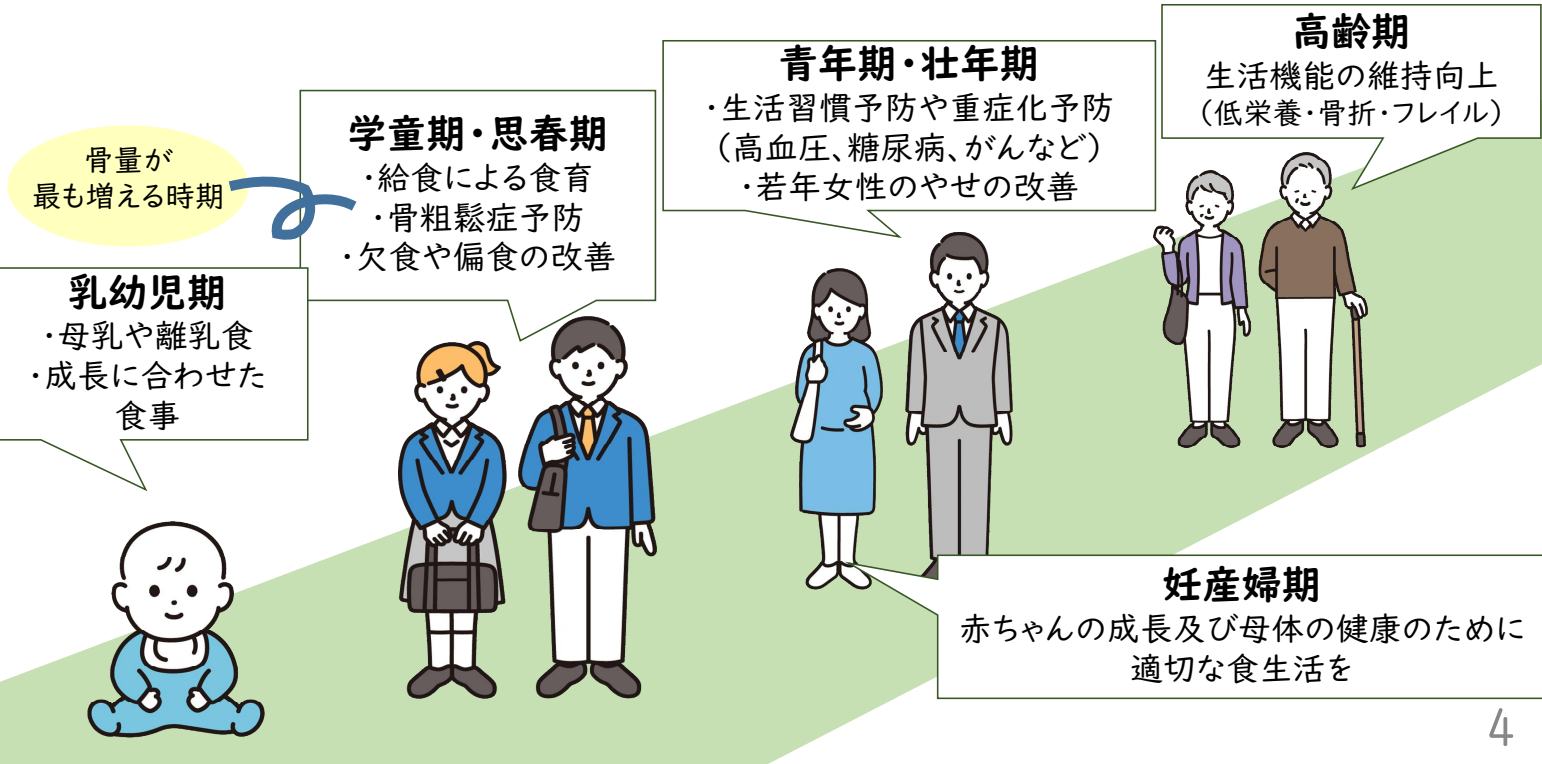 乳幼児期
・母乳や離乳食
・成長に合わせた
食事
骨量が
最も増える時期
学童期・思春期
・給食による食育
・骨粗鬆症予防
・欠食や偏食の改善
青年期・壮年期
・生活習慣予防や重症化予防
（高血圧、糖尿病、がんなど）
・若年女性のやせの改善
妊産婦期
赤ちゃんの成長及び母体の健康のために
適切な食生活を
高齢期
生活機能の維持向上
（低栄養・骨折・フレイル）
4